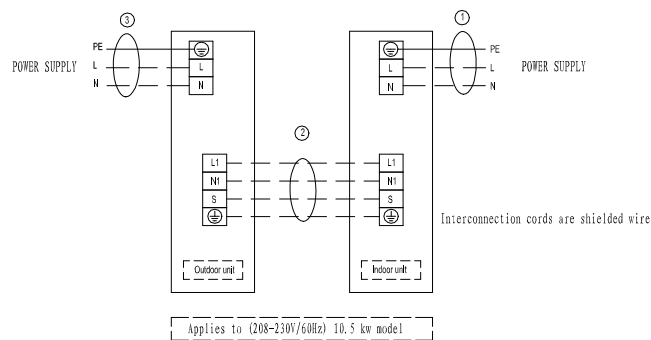 ③ ①
PE PE
POWER SUPPLY L L L L POWER SUPPLY
N N N N
②
L1 L1
N1 N1
S S
Interconnection cords are shielded wire
Outdoor unit Indoor unit
Applies to (208-230V/60Hz) 10.5 kw model